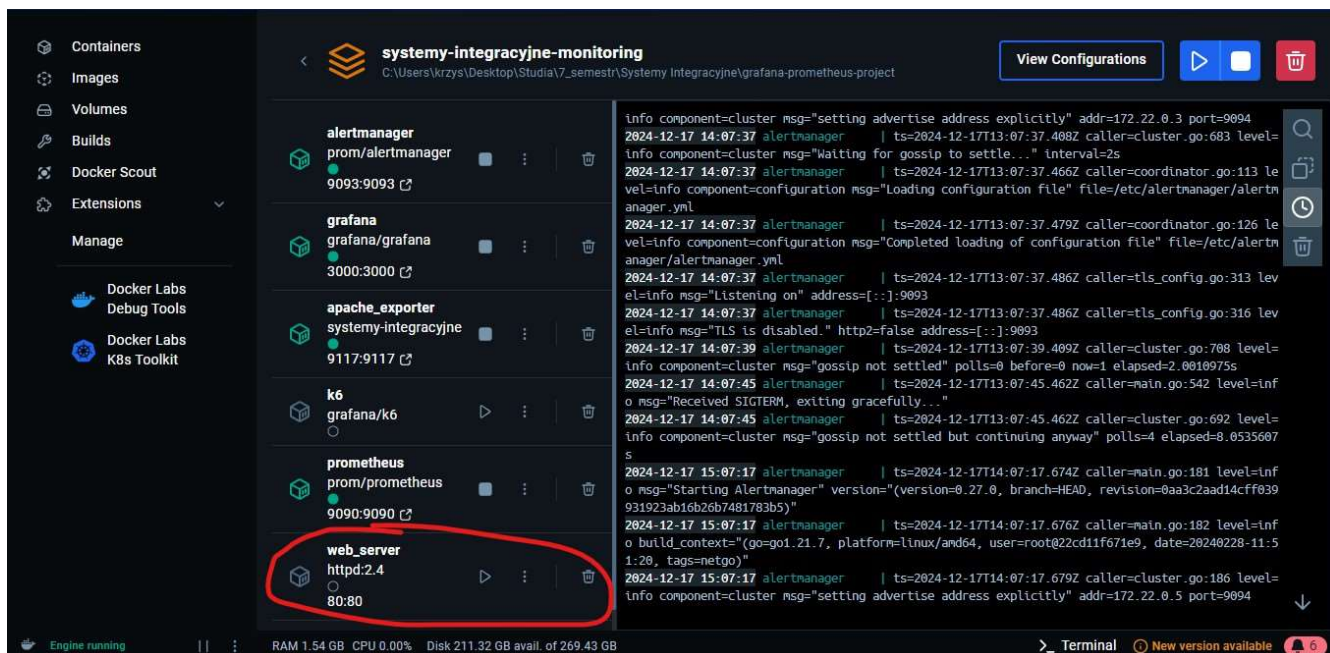 Containers
Images
Volumes
Builds
Docker Scout
Extensions
Manage
Docker Labs
Debug Tools
Docker Labs
K8s Toolkit
systemy-integracyjne-monitoring
C:\Users\krzys\Desktop\Studia\7_semestr\Systemy Integracyjne\grafana-prometheus-project
View Configurations
alertmanager
prom/alertmanager
9093:9093
grafana
grafana/grafana
3000:3000
apache_exporter
systemy-integracyjne
9117:9117
k6
grafana/k6
prometheus
prom/prometheus
9090:9090
web_server
httpd:2.4
80:80
info component=cluster msg="setting advertise address explicitly" addr=172.22.0.3 port=9094
2024-12-17 14:07:37 alertmanager | ts=2024-12-17T13:07:37.408Z caller=cluster.go:683 level=
info component=cluster msg="Waiting for gossip to settle..." interval=2s
2024-12-17 14:07:37 alertmanager | ts=2024-12-17T13:07:37.466Z caller=coordinator.go:113 le
vel=info component=configuration msg="Loading configuration file" file=/etc/alertmanager/alertm
anager.yml
2024-12-17 14:07:37 alertmanager | ts=2024-12-17T13:07:37.479Z caller=coordinator.go:126 le
vel=info component=configuration msg="Completed loading of configuration file" file=/etc/alertm
anager/alertmanager.yml
2024-12-17 14:07:37 alertmanager | ts=2024-12-17T13:07:37.486Z caller=tls_config.go:313 lev
el=info msg="Listening on" address=[::]:9093
2024-12-17 14:07:37 alertmanager | ts=2024-12-17T13:07:37.486Z caller=tls_config.go:316 lev
el=info msg="TLS is disabled." http2=false address=[::]:9093
2024-12-17 14:07:39 alertmanager | ts=2024-12-17T13:07:39.409Z caller=cluster.go:708 level=
info component=cluster msg="gossip not settled" polls=0 before=0 now=1 elapsed=2.0010975s
2024-12-17 14:07:45 alertmanager | ts=2024-12-17T13:07:45.462Z caller=main.go:542 level=inf
o msg="Received SIGTERM, exiting gracefully..."
2024-12-17 14:07:45 alertmanager | ts=2024-12-17T13:07:45.462Z caller=cluster.go:692 level=
info component=cluster msg="gossip not settled but continuing anyway" polls=4 elapsed=8.0535607
s
2024-12-17 15:07:17 alertmanager | ts=2024-12-17T14:07:17.674Z caller=main.go:181 level=inf
o msg="Starting Alertmanager" version="(version=0.27.0, branch=HEAD, revision=0aa3c2aad14cff039
931923ab16b26b7481783b5)"
2024-12-17 15:07:17 alertmanager | ts=2024-12-17T14:07:17.676Z caller=main.go:182 level=inf
o build_context="(go=go1.21.7, platform=linux/amd64, user=root@22cd11f671e9, date=20240228-11:5
1:20, tags=netgo)"
2024-12-17 15:07:17 alertmanager | ts=2024-12-17T14:07:17.679Z caller=cluster.go:186 level=
info component=cluster msg="setting advertise address explicitly" addr=172.22.0.5 port=9094
Engine running
RAM 1.54 GB CPU 0.00% Disk 211.32 GB avail. of 269.43 GB
>_ Terminal
New version available
6